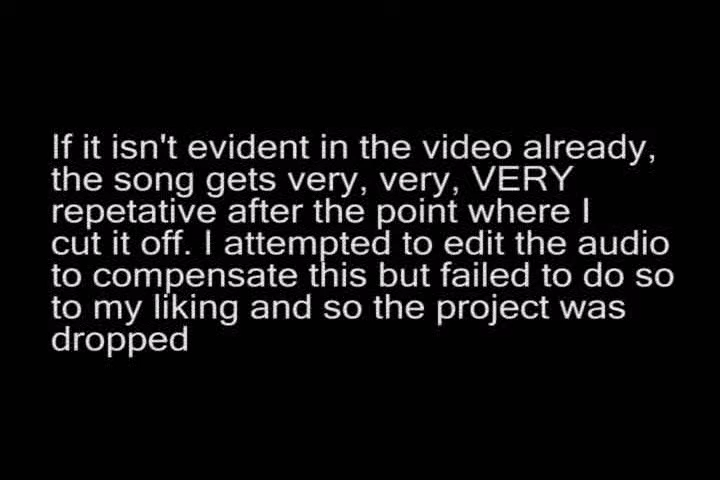 If it isn't evident in the video already,
the song gets very, very, VERY
repetative after the point where I
cut it off. I attempted to edit the audio
to compensate this but failed to do so
to my liking and so the project was
dropped